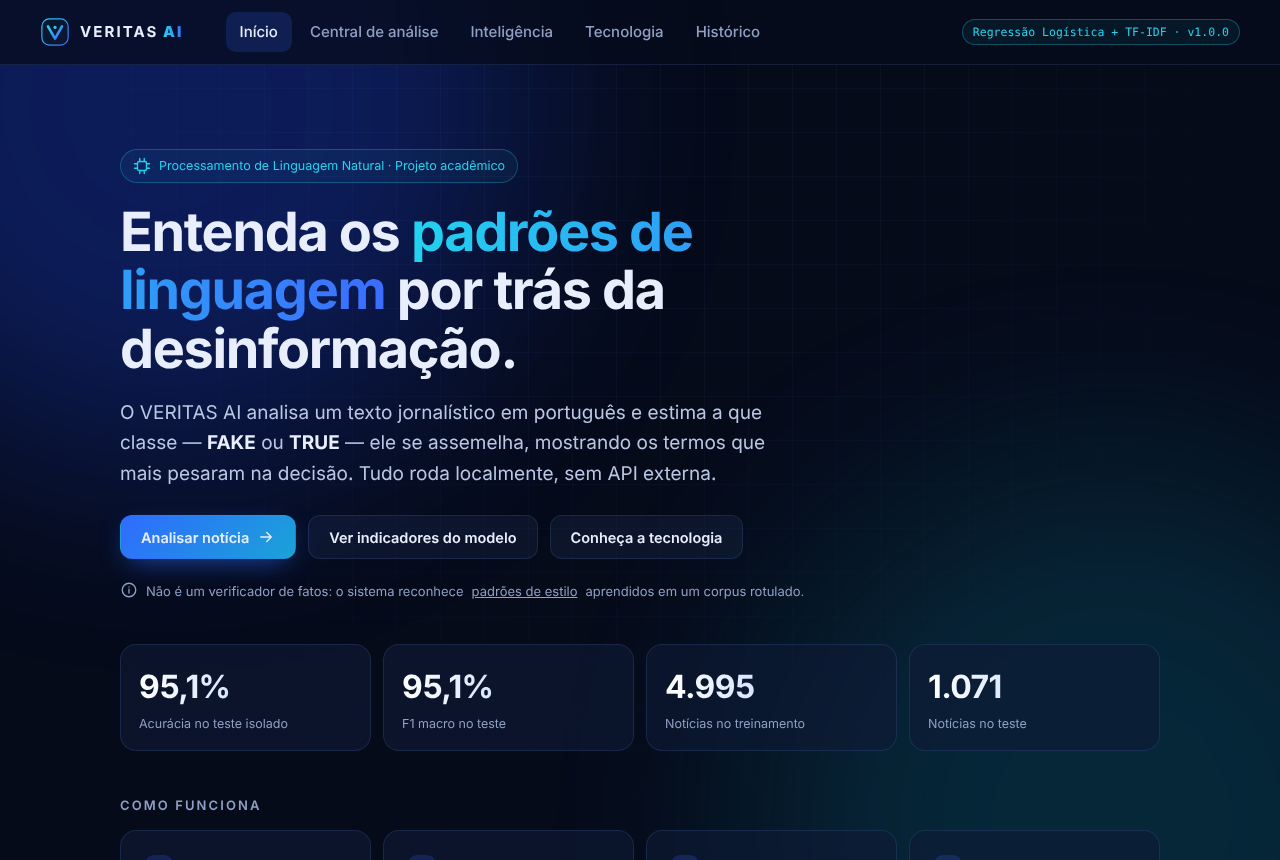 VERITAS AI
Início
Central de análise
Inteligência
Tecnologia
Histórico
Regressão Logística + TF-IDF · v1.0.0
Processamento de Linguagem Natural · Projeto acadêmico
Entenda os padrões de
linguagem por trás da
desinformação.
O VERITAS AI analisa um texto jornalístico em português e estima a que
classe — FAKE ou TRUE — ele se assemelha, mostrando os termos que
mais pesaram na decisão. Tudo roda localmente, sem API externa.
Analisar notícia →
Ver indicadores do modelo
Conheça a tecnologia
Não é um verificador de fatos: o sistema reconhece padrões de estilo aprendidos em um corpus rotulado.
95,1%
Acurácia no teste isolado
95,1%
F1 macro no teste
4.995
Notícias no treinamento
1.071
Notícias no teste
COMO FUNCIONA